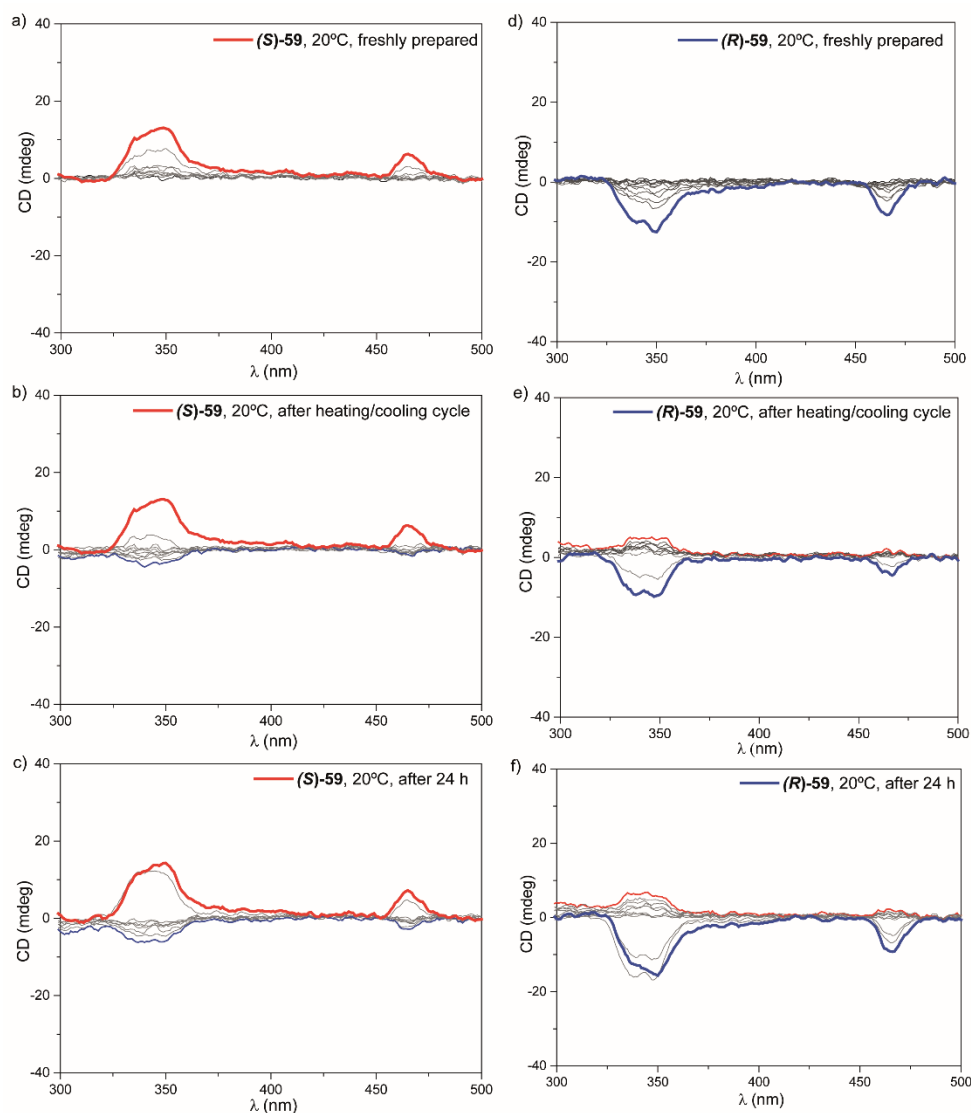 a)
40
(S)-59, 20ºC, freshly prepared
20
CD (mdeg)
0
-20
-40
300 350 400 450 500
λ (nm)
b)
40
(S)-59, 20ºC, after heating/cooling cycle
20
CD (mdeg)
0
-20
-40
300 350 400 450 500
λ (nm)
c)
40
(S)-59, 20ºC, after 24 h
20
CD (mdeg)
0
-20
-40
300 350 400 450 500
λ (nm)
d)
40
(R)-59, 20ºC, freshly prepared
20
CD (mdeg)
0
-20
-40
300 350 400 450 500
λ (nm)
e)
40
(R)-59, 20ºC, after heating/cooling cycle
20
CD (mdeg)
0
-20
-40
300 350 400 450 500
λ (nm)
f)
40
(R)-59, 20ºC, after 24 h
20
CD (mdeg)
0
-20
-40
300 350 400 450 500
λ (nm)